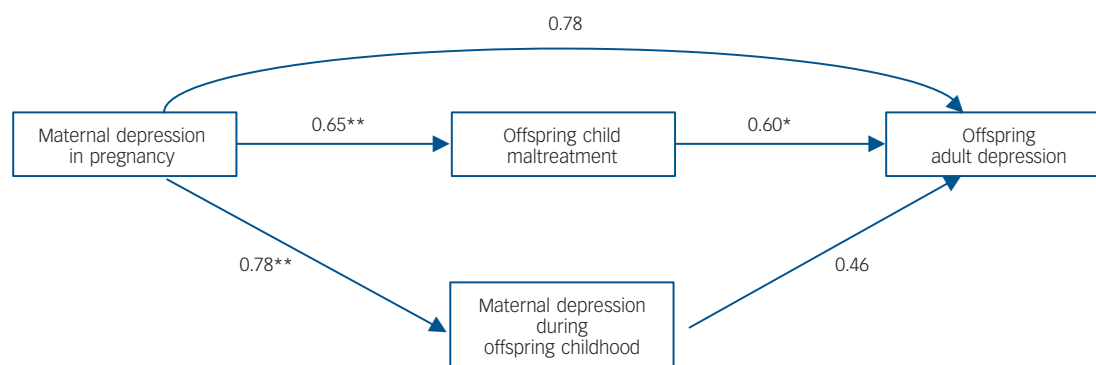 0.78
Maternal depression
in pregnancy
0.65**
Offspring child
maltreatment
0.60*
Offspring
adult depression
0.78**
0.46
Maternal depression
during
offspring childhood